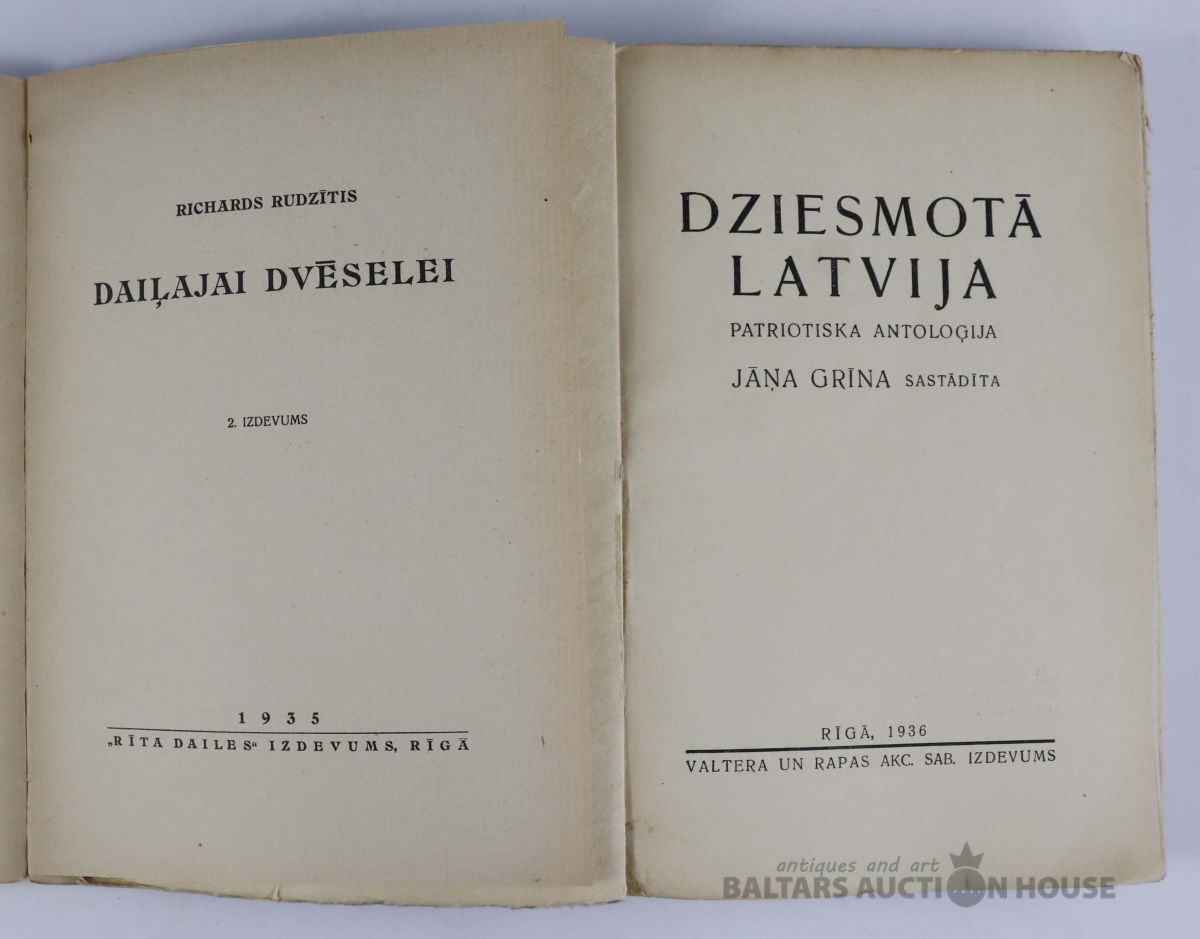 RICHARDS RUDZĪTIS
DAIĻAJAI DVĒSELEI
2. IZDEVUMS
1935
„RĪTA DAILES“ IZDEVUMS, RĪGĀ
DZIESMOTĀ
LATVIJA
PATRIOTISKA ANTOLOĢIJA
JĀŅA GRĪNA SASTĀDĪTA
RĪGĀ, 1936
VALTERA UN RAPAS AKC. SAB. IZDEVUMS
antiques and art
BALTARS AUCTION HOUSE